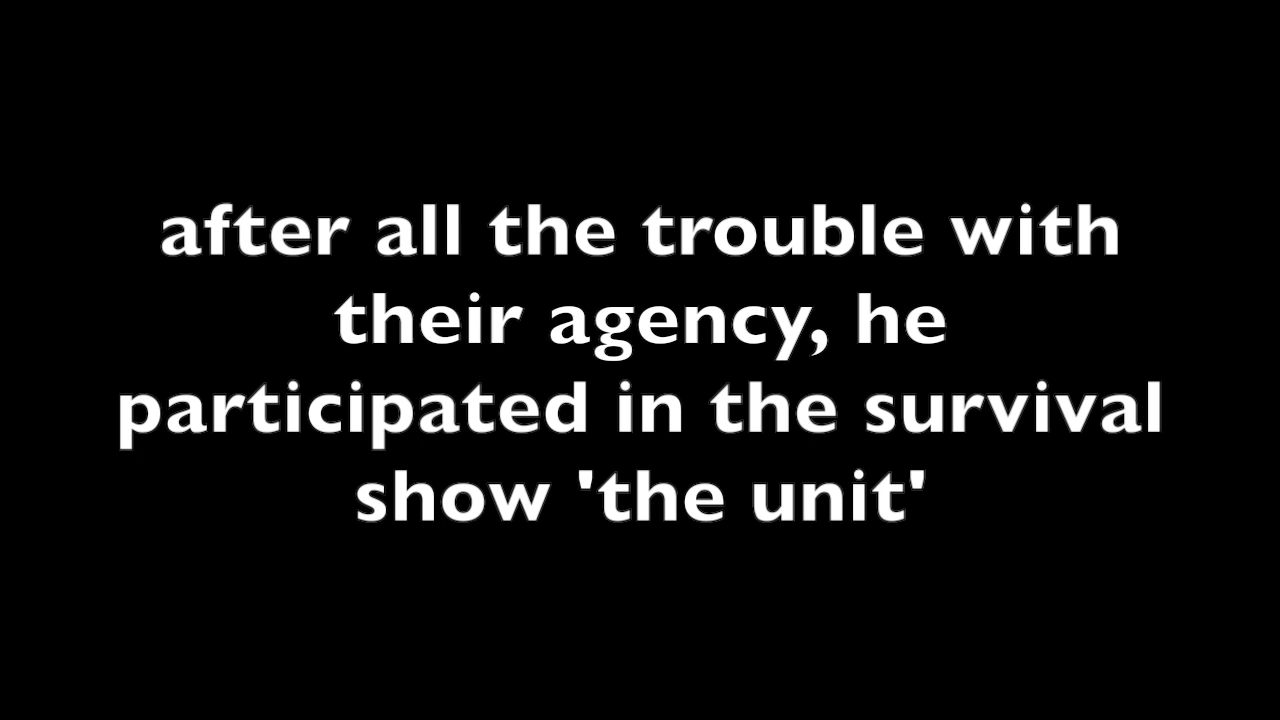 after all the trouble with
their agency, he
participated in the survival
show 'the unit'